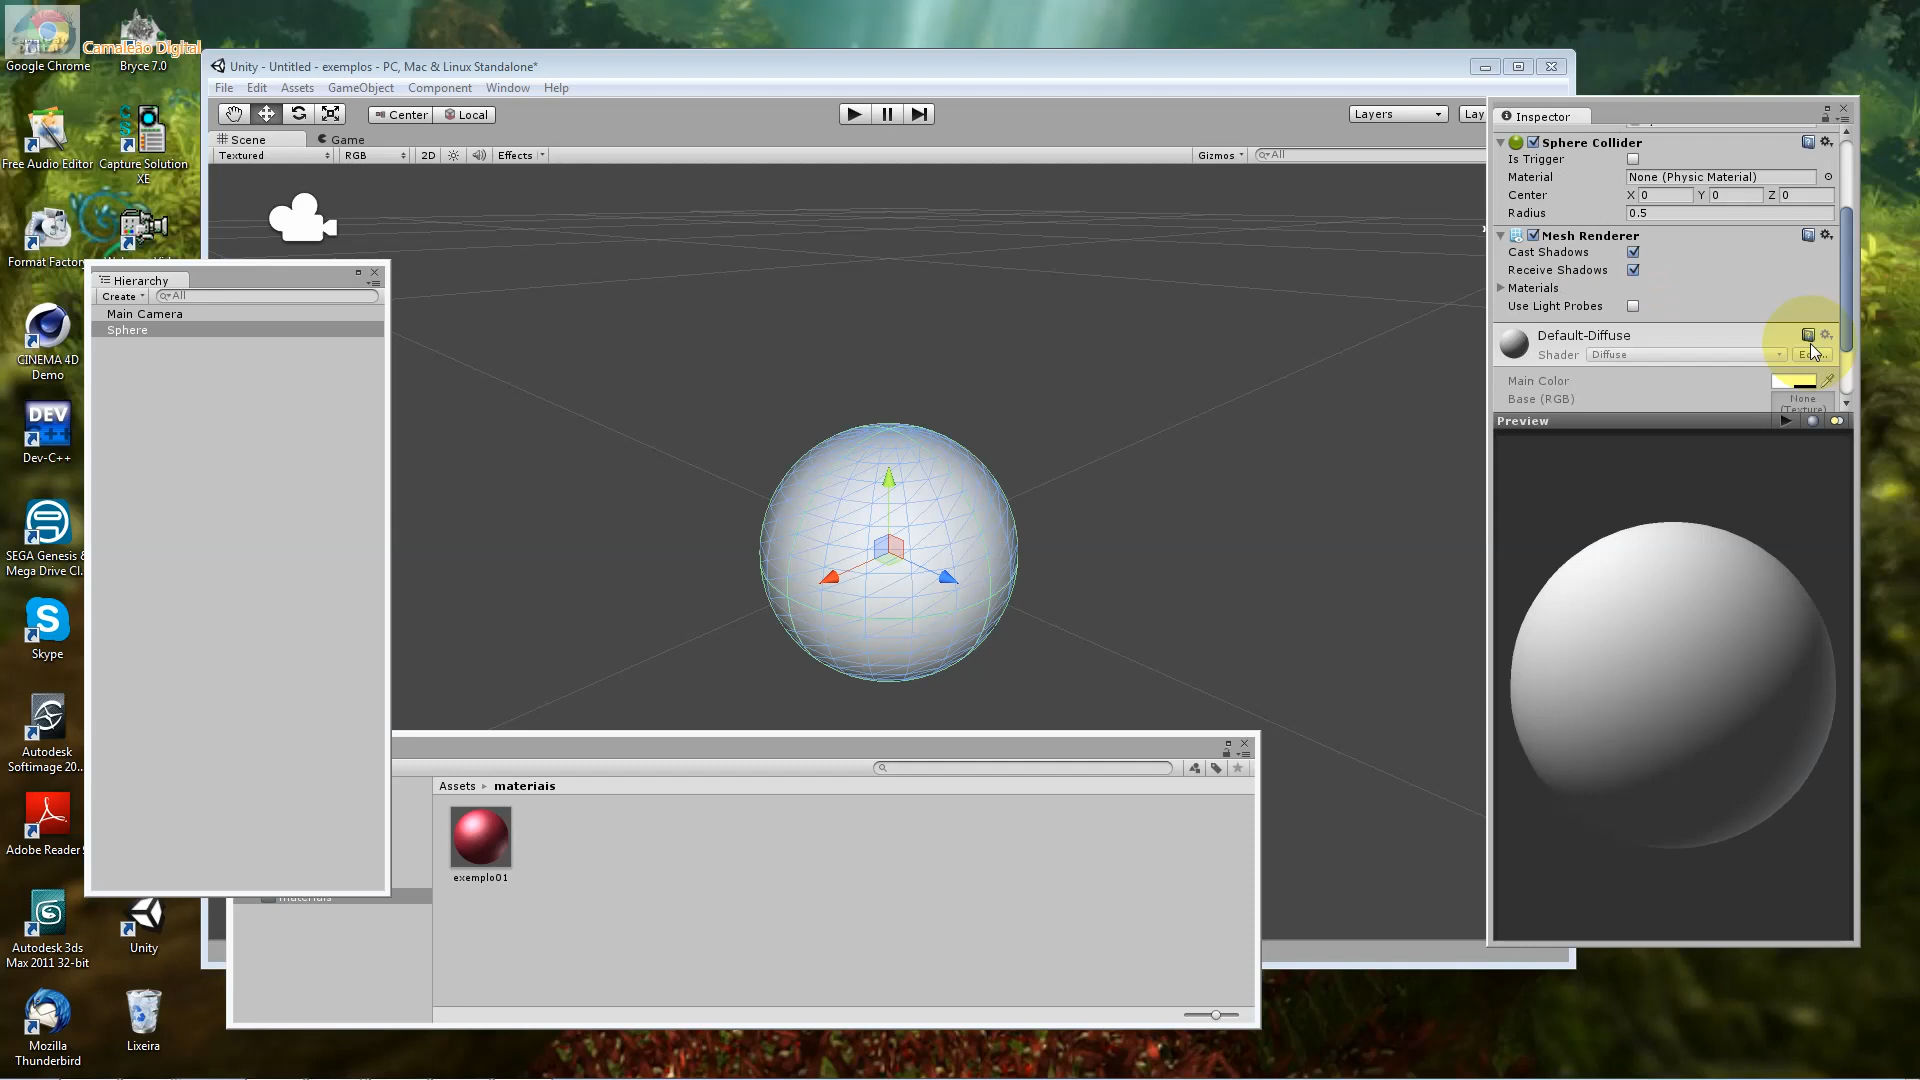 Camaleão Digital
Google Chrome
Bryce 7.0
Free Audio Editor
Capture Solution
XE
Format Factory
CINEMA 4D
Demo
Dev-C++
SEGA Genesis &
Mega Drive Cl...
Skype
Autodesk
Softimage 20...
Adobe Reader
Autodesk 3ds
Max 2011 32-bit
Unity
Mozilla
Thunderbird
Lixeira
Unity - Untitled - exemplos - PC, Mac & Linux Standalone*
File Edit Assets GameObject Component Window Help
Center Local
Layers
Lay
Scene Game
Textured RGB 2D Effects Gizmos All
Hierarchy
Create All
Main Camera
Sphere
Assets materiais
exemplo01
materiais
Inspector
Sphere Collider
Is Trigger
Material None (Physic Material)
Center X 0 Y 0 Z 0
Radius 0.5
Mesh Renderer
Cast Shadows
Receive Shadows
Materials
Use Light Probes
Default-Diffuse
Shader Diffuse
Main Color
Base (RGB) None
(Texture)
Preview